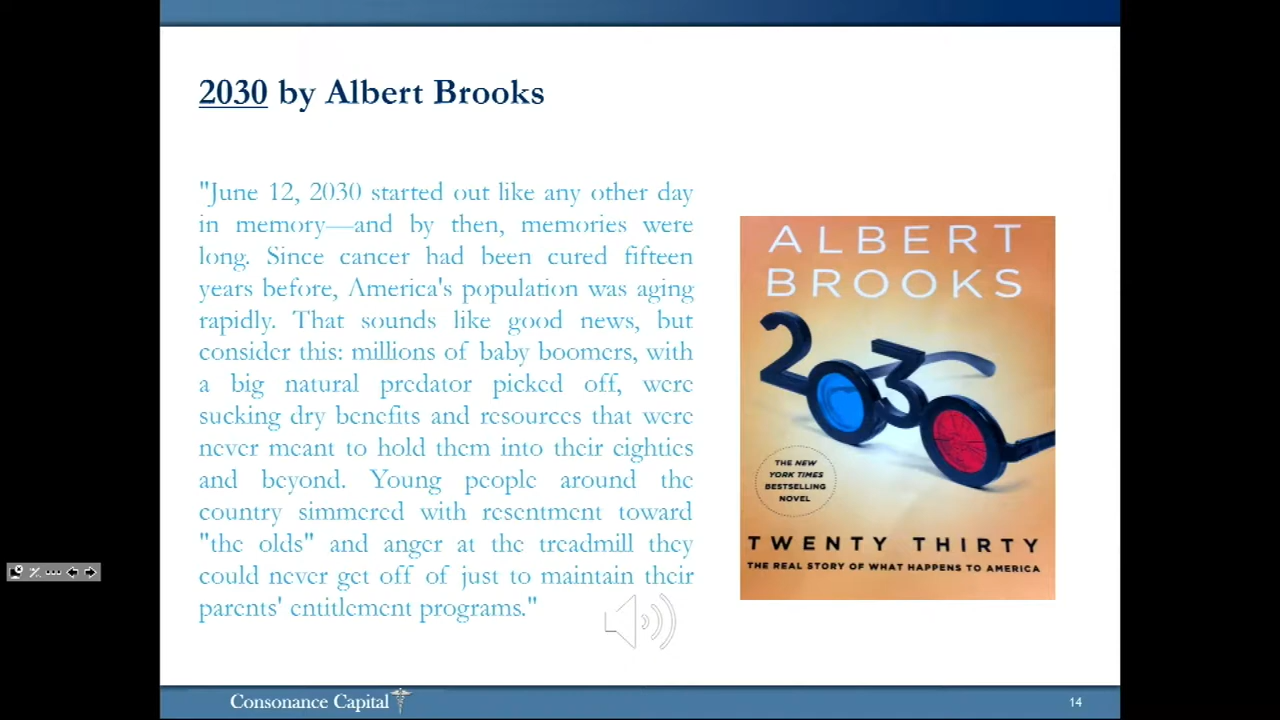 2030 by Albert Brooks
"June 12, 2030 started out like any other day
in memory—and by then, memories were
long. Since cancer had been cured fifteen
years before, America's population was aging
rapidly. That sounds like good news, but
consider this: millions of baby boomers, with
a big natural predator picked off, were
sucking dry benefits and resources that were
never meant to hold them into their eighties
and beyond. Young people around the
country simmered with resentment toward
"the olds" and anger at the treadmill they
could never get off of just to maintain their
parents' entitlement programs."
ALBERT
BROOKS
2030
THE NEW
YORK TIMES
BESTSELLING
NOVEL
TWENTY THIRTY
THE REAL STORY OF WHAT HAPPENS TO AMERICA
Consonance Capital
14